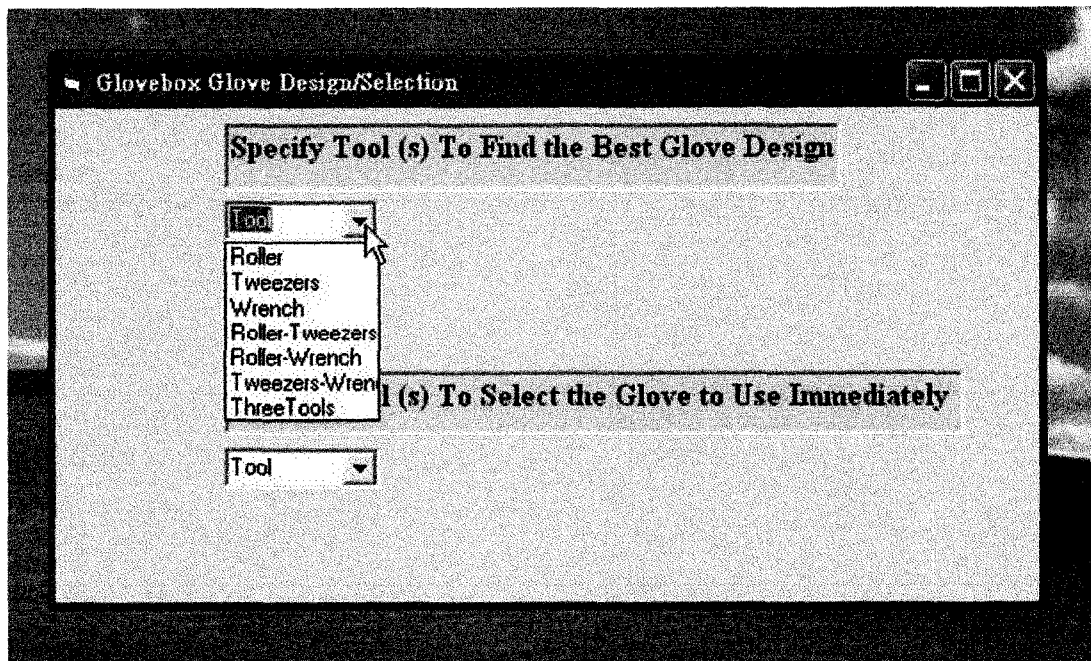 Glovebox Glove Design/Selection
Specify Tool (s) To Find the Best Glove Design
Tool
Roller
Tweezers
Wrench
Roller-Tweezers
Roller-Wrench
Tweezers-Wren
ThreeTools
l (s) To Select the Glove to Use Immediately
Tool